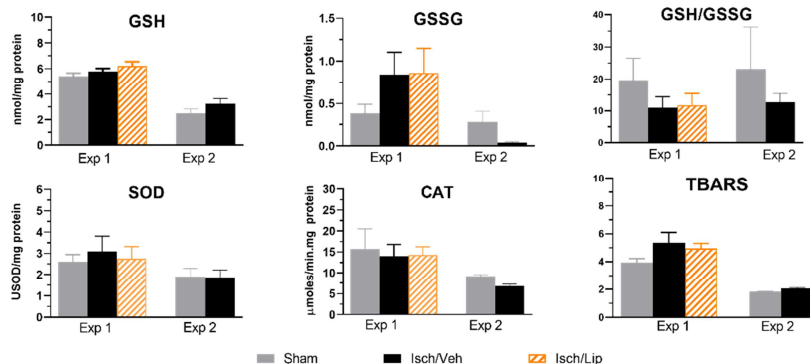 GSH
nmol/mg protein
10
8
6
4
2
0
Exp 1 Exp 2
GSSG
nmol/mg protein
1.5
1.0
0.5
0.0
Exp 1 Exp 2
GSH/GSSG
40
30
20
10
0
Exp 1 Exp 2
SOD
USOD/mg protein
6
5
4
3
2
1
0
Exp 1 Exp 2
CAT
μmoles/min.mg protein
30
25
20
15
10
5
0
Exp 1 Exp 2
TBARS
10
8
6
4
2
0
Exp 1 Exp 2
Sham Isch/Veh Isch/Lip